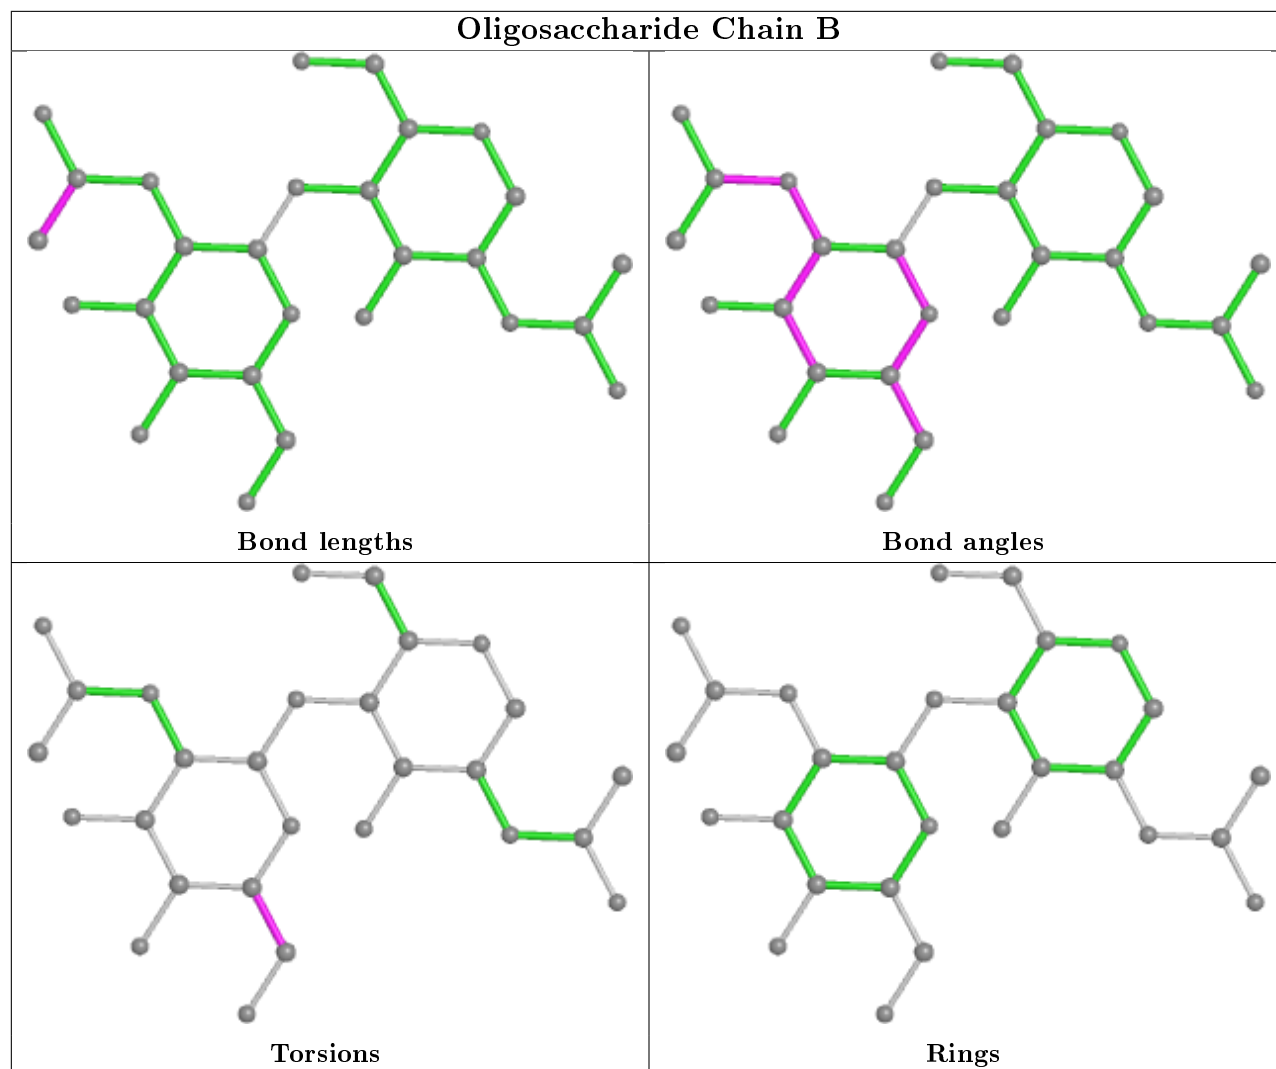 Oligosaccharide Chain B
Bond lengths
Bond angles
Torsions
Rings